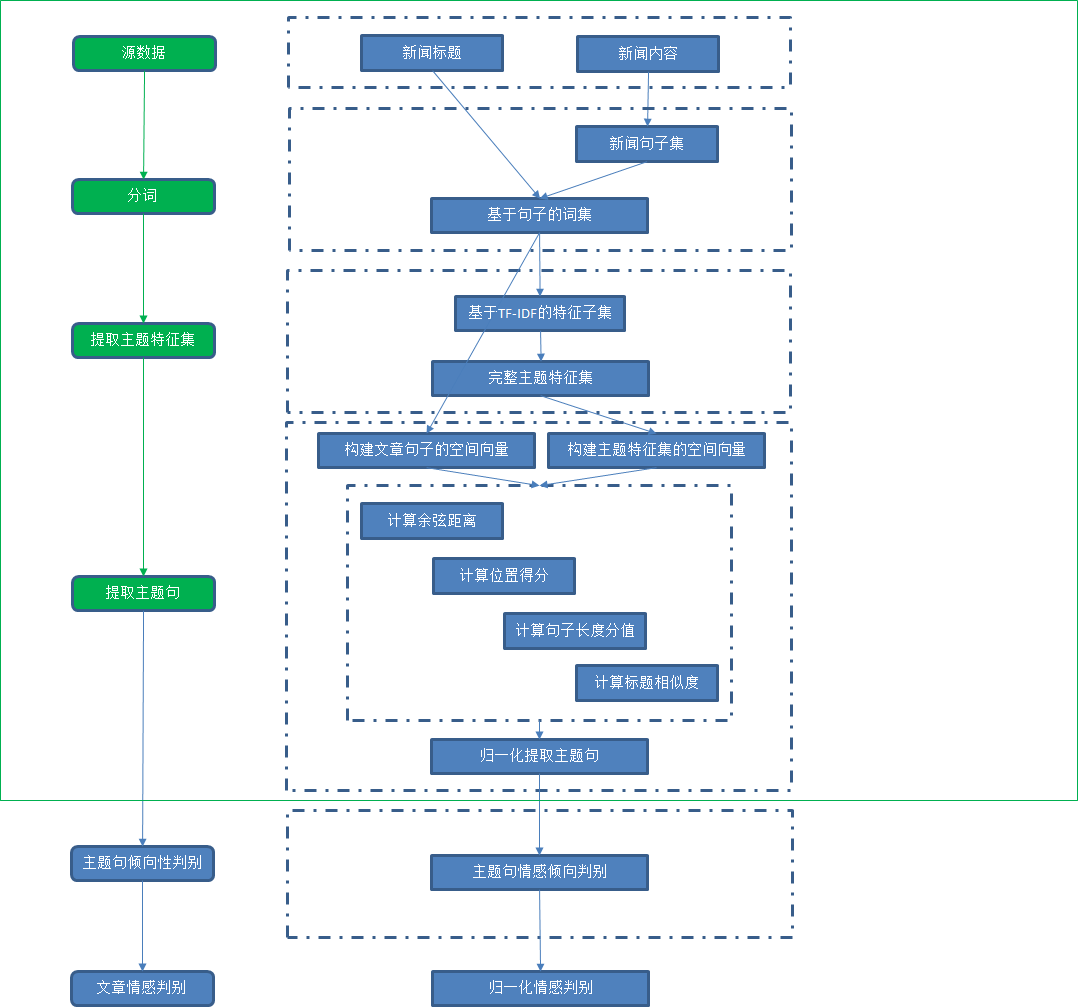 源数据
新闻标题
新闻内容
新闻句子集
分词
基于句子的词集
基于TF-IDF的特征子集
提取主题特征集
完整主题特征集
构建文章句子的空间向量
构建主题特征集的空间向量
计算余弦距离
计算位置得分
提取主题句
计算句子长度分值
计算标题相似度
归一化提取主题句
主题句倾向性判别
主题句情感倾向判别
文章情感判别
归一化情感判别